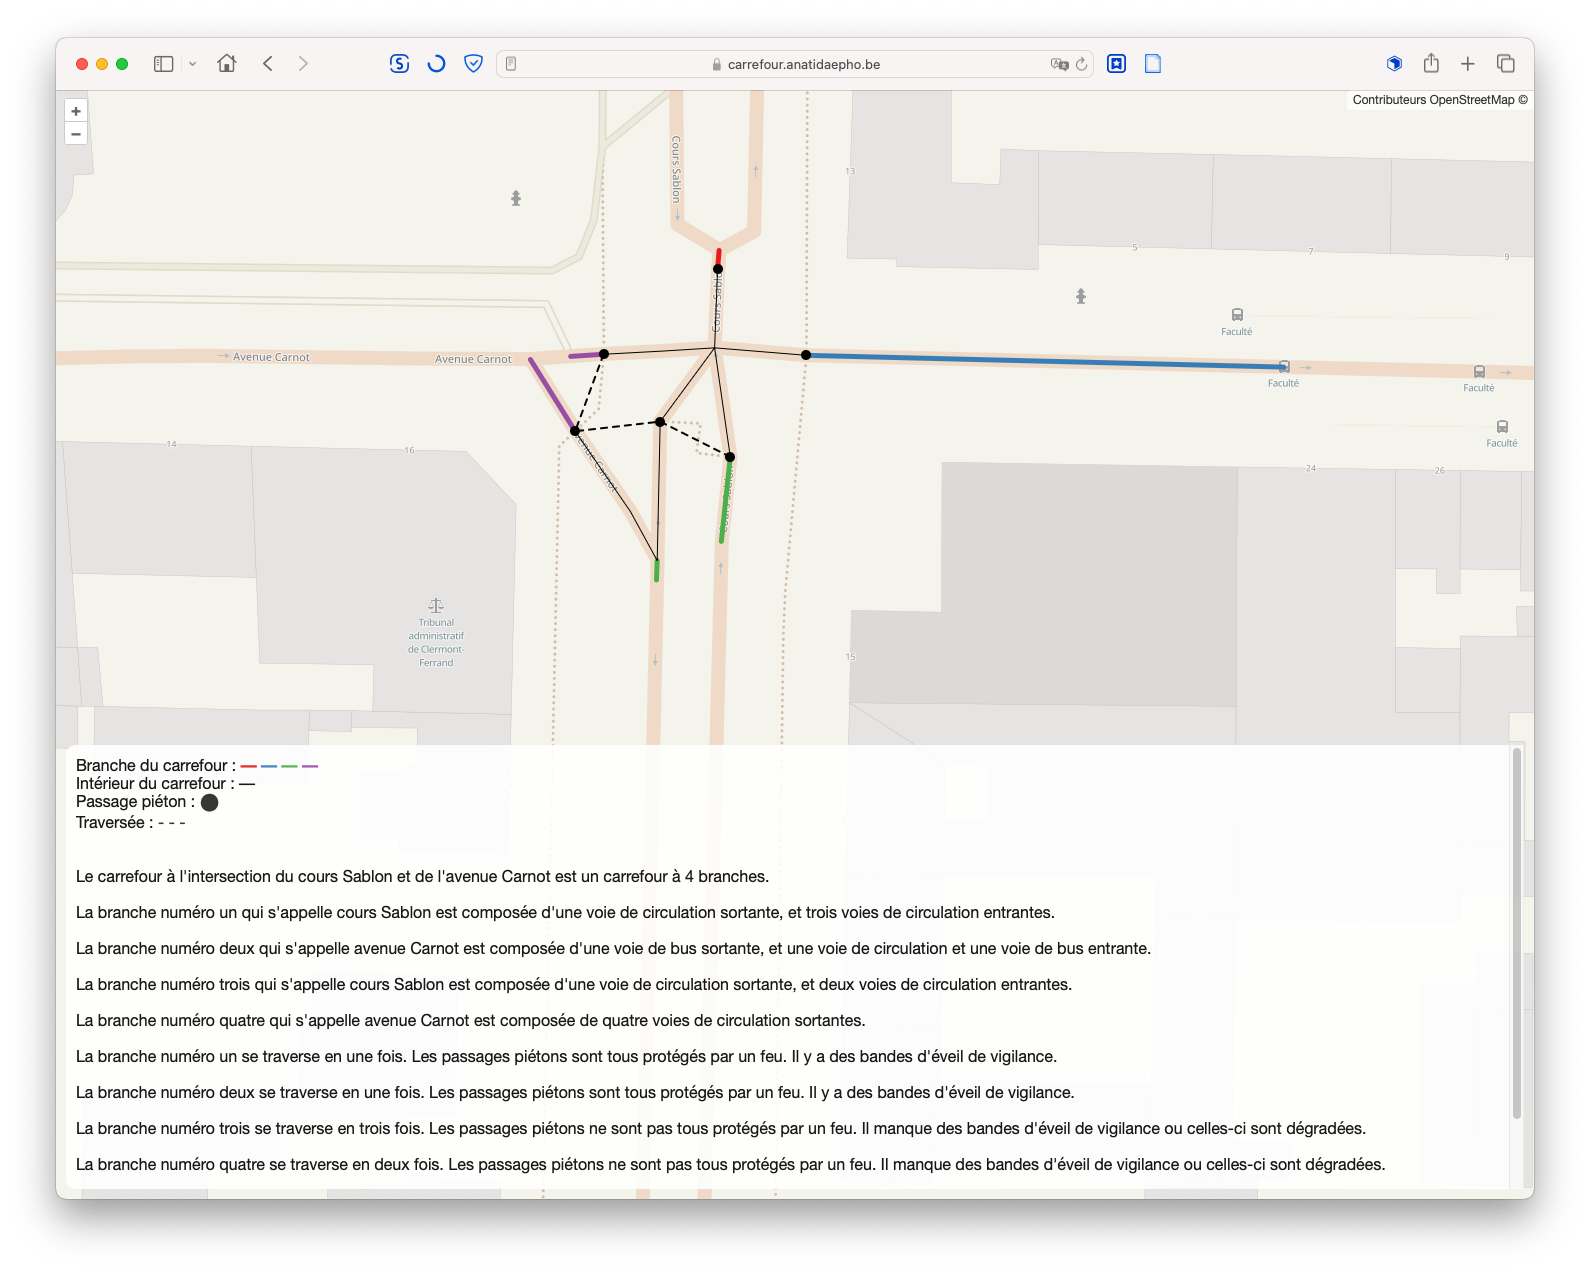 carrefour.anatidaepho.be
Contributeurs OpenStreetMap ©
+
−
Cours Sablon
13
5
7
9
Faculté
Cours Sablon
Avenue Carnot
Avenue Carnot
Faculté
Faculté
Faculté
14
16
Avenue Carnot
Cours Sablon
24
26
Tribunal
administratif
de Clermont-
Ferrand
15
Branche du carrefour :
Intérieur du carrefour :
Passage piéton :
Traversée : - - -
Le carrefour à l'intersection du cours Sablon et de l'avenue Carnot est un carrefour à 4 branches.
La branche numéro un qui s'appelle cours Sablon est composée d'une voie de circulation sortante, et trois voies de circulation entrantes.
La branche numéro deux qui s'appelle avenue Carnot est composée d'une voie de bus sortante, et une voie de circulation et une voie de bus entrante.
La branche numéro trois qui s'appelle cours Sablon est composée d'une voie de circulation sortante, et deux voies de circulation entrantes.
La branche numéro quatre qui s'appelle avenue Carnot est composée de quatre voies de circulation sortantes.
La branche numéro un se traverse en une fois. Les passages piétons sont tous protégés par un feu. Il y a des bandes d'éveil de vigilance.
La branche numéro deux se traverse en une fois. Les passages piétons sont tous protégés par un feu. Il y a des bandes d'éveil de vigilance.
La branche numéro trois se traverse en trois fois. Les passages piétons ne sont pas tous protégés par un feu. Il manque des bandes d'éveil de vigilance ou celles-ci sont dégradées.
La branche numéro quatre se traverse en deux fois. Les passages piétons ne sont pas tous protégés par un feu. Il manque des bandes d'éveil de vigilance ou celles-ci sont dégradées.